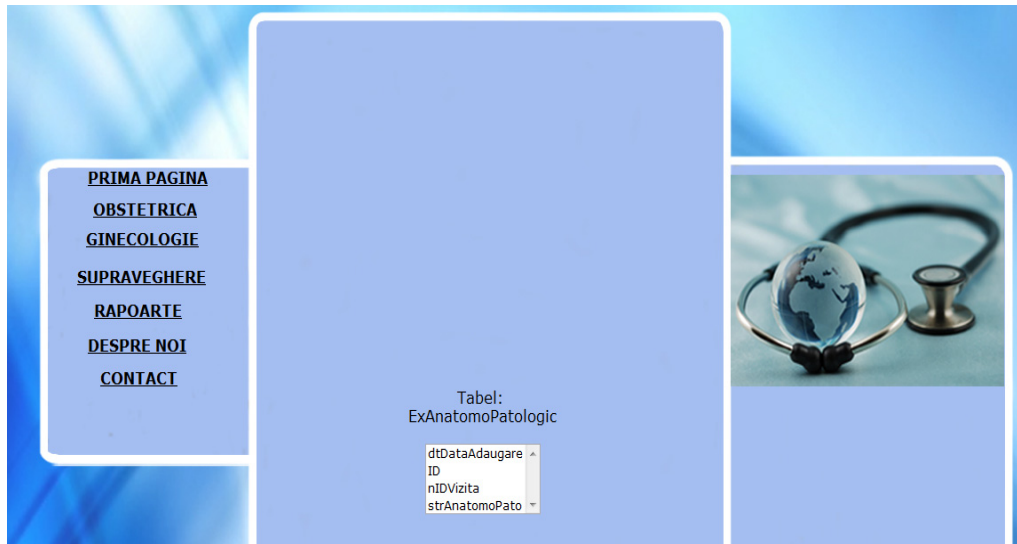 PRIMA PAGINA
OBSTETRICA
GINECOLOGIE
SUPRAVEGHERE
RAPOARTE
DESPRE NOI
CONTACT
Tabel:
ExAnatomoPatologic
dtDataAdaugare
ID
nIDVizita
strAnatomoPato